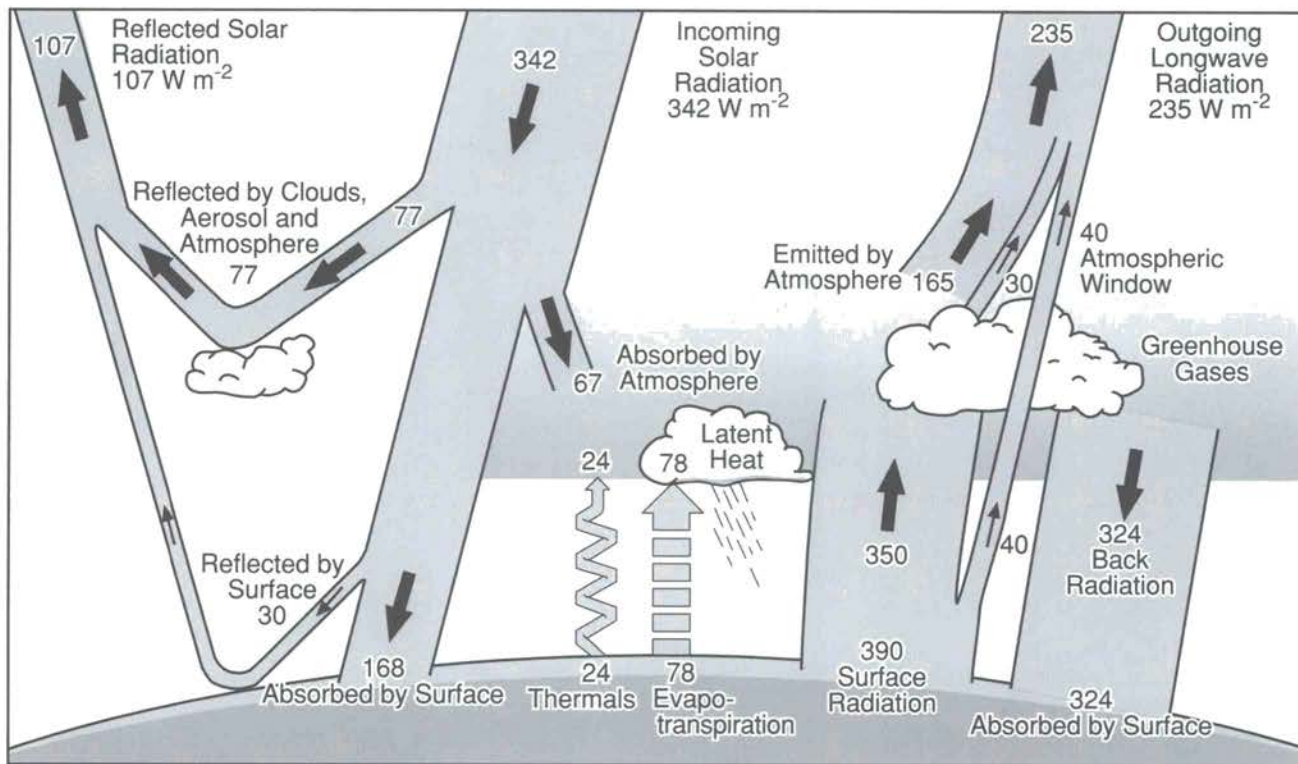 107
Reflected Solar
Radiation
107 W m⁻²
342
Incoming
Solar
Radiation
342 W m⁻²
235
Outgoing
Longwave
Radiation
235 W m⁻²
Reflected by Clouds,
Aerosol and
Atmosphere
77
77
Emitted by
Atmosphere 165
30
40
Atmospheric
Window
Greenhouse
Gases
67
Absorbed by
Atmosphere
24
78
Latent
Heat
350
40
324
Back
Radiation
Reflected by
Surface
30
168
Absorbed by Surface
24
Thermals
78
Evapo-
transpiration
390
Surface
Radiation
324
Absorbed by Surface